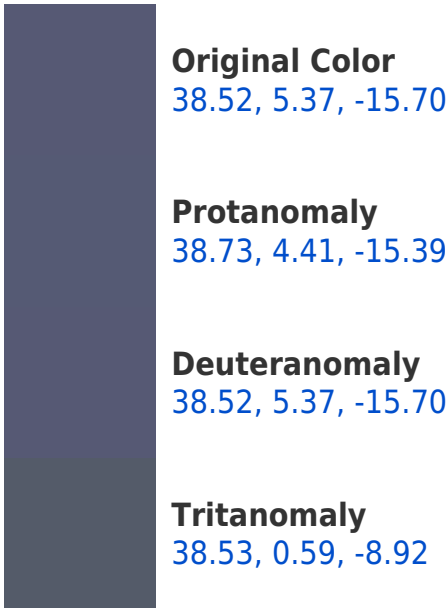 Original Color
38.52, 5.37, -15.70
Protanomaly
38.73, 4.41, -15.39
Deuteranomaly
38.52, 5.37, -15.70
Tritanomaly
38.53, 0.59, -8.92